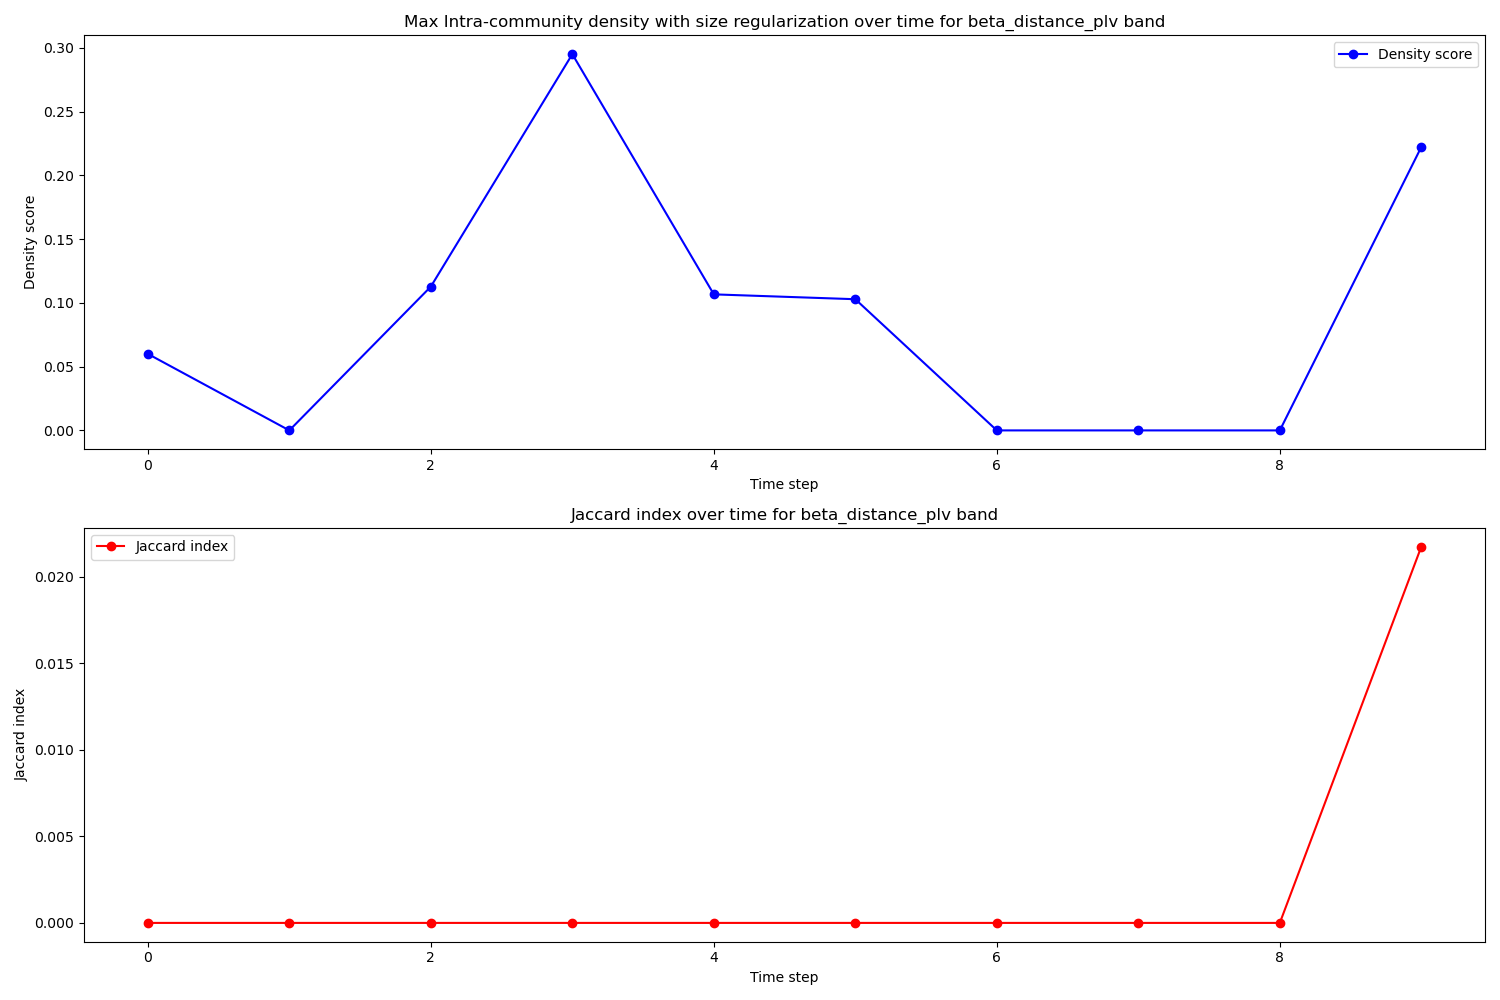 Max Intra-community density with size regularization over time for beta_distance_plv band
Density score
0.30
0.25
0.20
0.15
0.10
0.05
0.00
Density score
0 2 4 6 8
Time step
Jaccard index over time for beta_distance_plv band
Jaccard index
0.020
0.015
0.010
0.005
0.000
Jaccard index
0 2 4 6 8
Time step